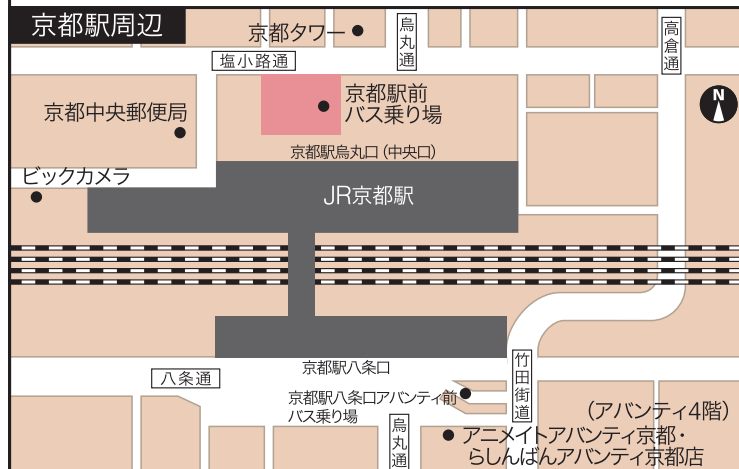 京都駅周辺
京都タワー
烏丸通
高倉通
塩小路通
N
京都駅前
バス乗り場
京都中央郵便局
京都駅烏丸口（中央口）
ビックカメラ
JR京都駅
京都駅八条口
竹田街道
八条通
京都駅八条口アバンティ前
バス乗り場
烏丸通
（アバンティ4階）
アニメイトアバンティ京都・
らしんばんアバンティ京都店